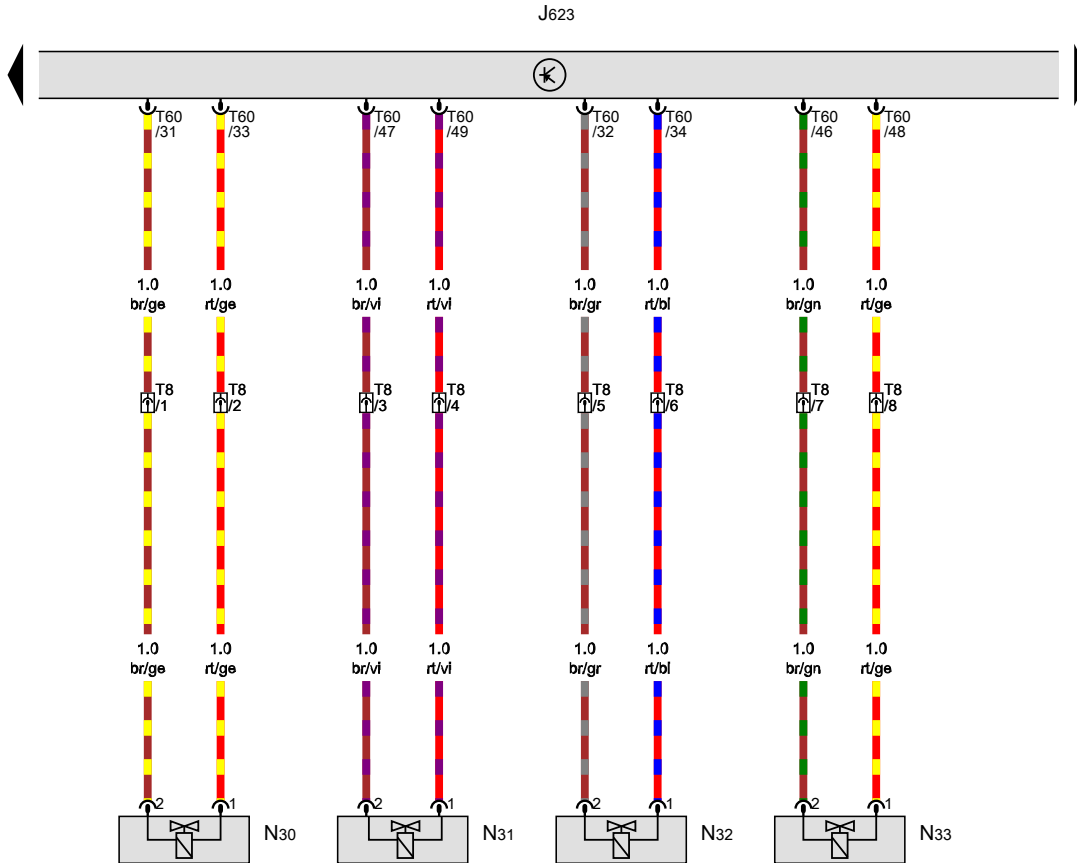 J623
T60 T60 T60 T60 T60 T60 T60 T60
/31 /33 /47 /49 /32 /34 /46 /48
1.0 1.0 1.0 1.0 1.0 1.0 1.0 1.0
br/ge rt/ge br/vi rt/vi br/gr rt/bl br/gn rt/ge
T8 T8 T8 T8 T8 T8 T8 T8
/1 /2 /3 /4 /5 /6 /7 /8
1.0 1.0 1.0 1.0 1.0 1.0 1.0 1.0
br/ge rt/ge br/vi rt/vi br/gr rt/bl br/gn rt/ge
2 1 2 1 2 1 2 1
N30 N31 N32 N33